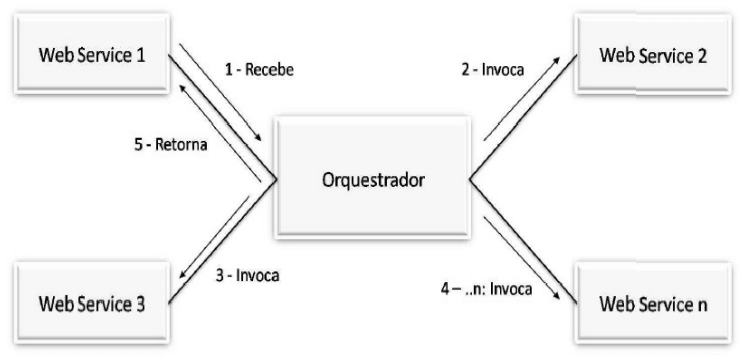 Web Service 1
Web Service 2
1 - Recebe
2 - Invoca
5 - Retorna
Orquestrador
3 - Invoca
4 – ..n: Invoca
Web Service 3
Web Service n